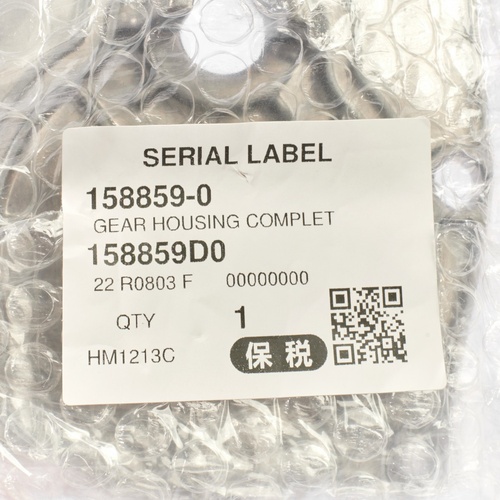 SERIAL LABEL
158859-0
GEAR HOUSING COMPLET
158859D0
22 R0803 F 00000000
QTY 1
HM1213C 保税